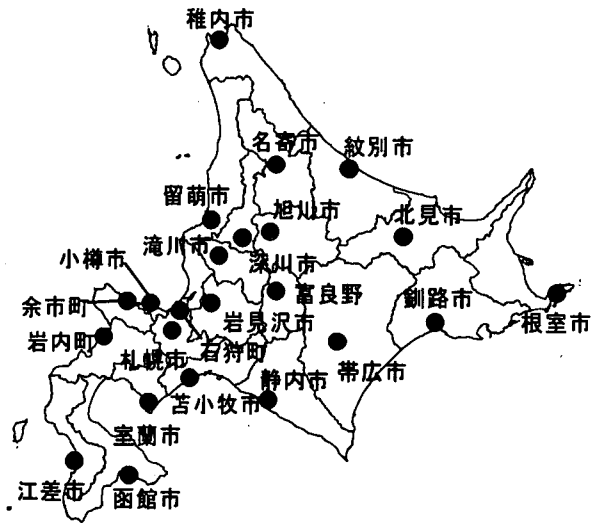 稚内市
名寄市
紋別市
留萌市
旭川市
北見市
滝川市
深川市
小樽市
余市町
富良野
釧路市
岩見沢市
根室市
岩内町
札幌市
石狩町
静内市
帯広市
苫小牧市
室蘭市
江差市
函館市